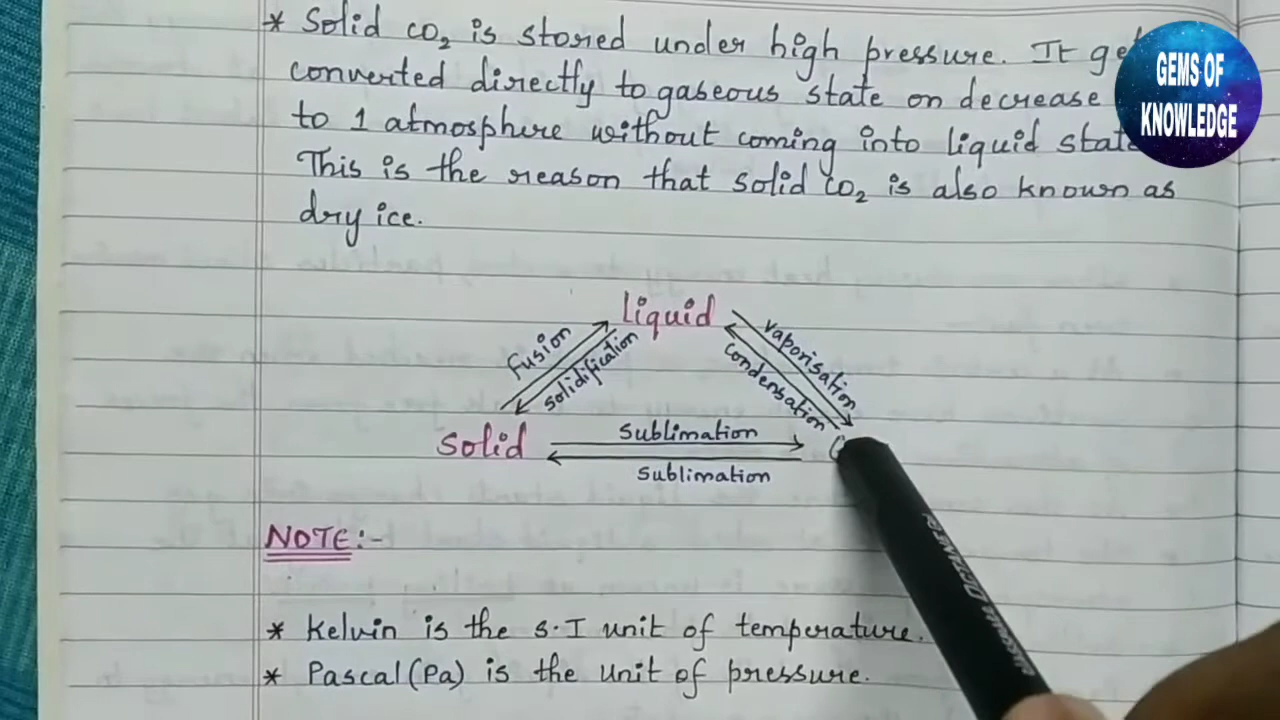 * Solid CO2 is stored under high pressure. It
converted directly to gaseous state on decrease
to 1 atmosphere without coming into liquid
This is the reason that solid CO2 is also known as
dry ice.
liquid
Fusion
solidification
vaporisation
condensation
Solid
Sublimation
Sublimation
NOTE:-
* Kelvin is the S.I unit of temperature.
* Pascal(Pa) is the unit of pressure.
GEMS OF
KNOWLEDGE